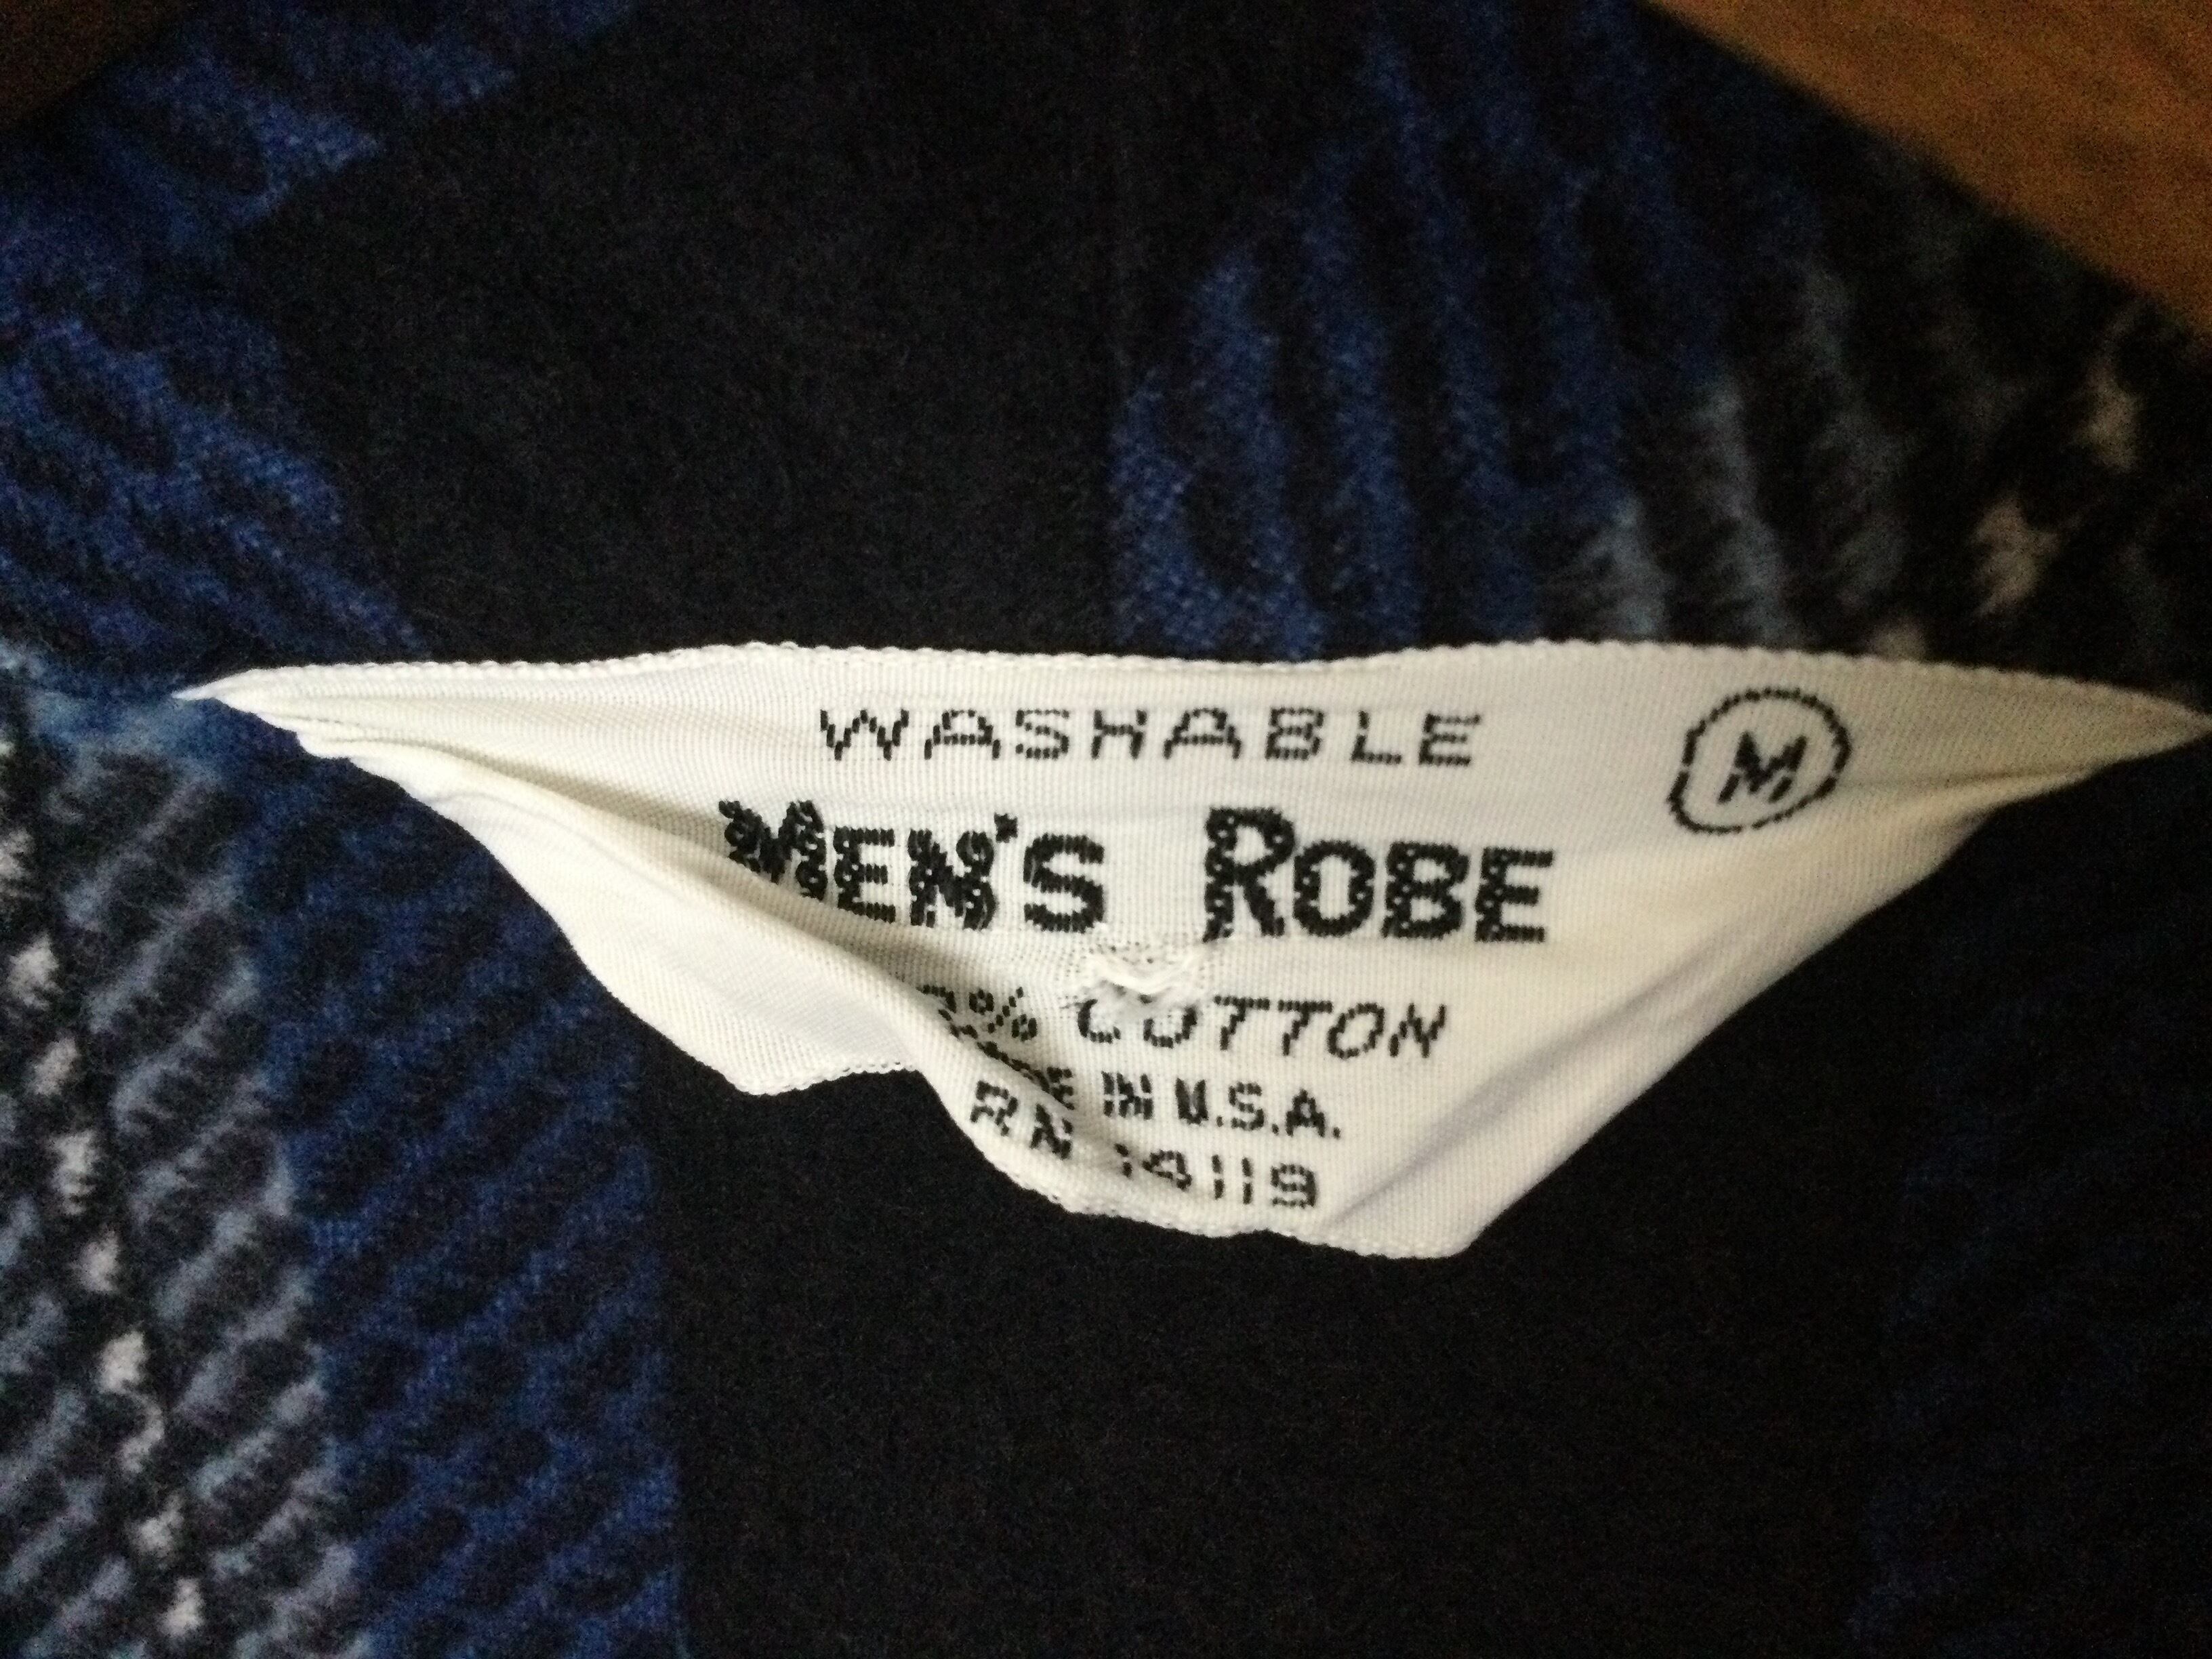 WASHABLE
M
MEN'S ROBE
% COTTON
IN U.S.A.
RN 14119